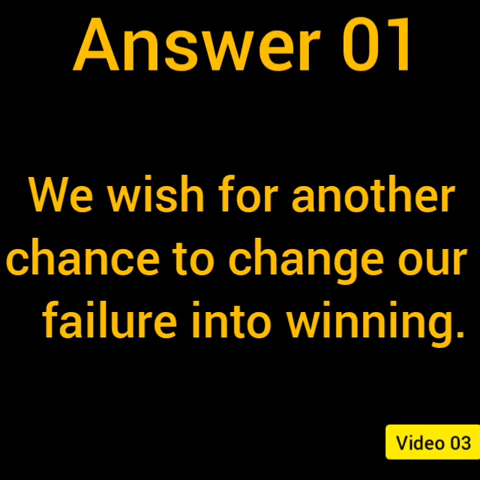 Answer 01
We wish for another
chance to change our
failure into winning.
Video 03